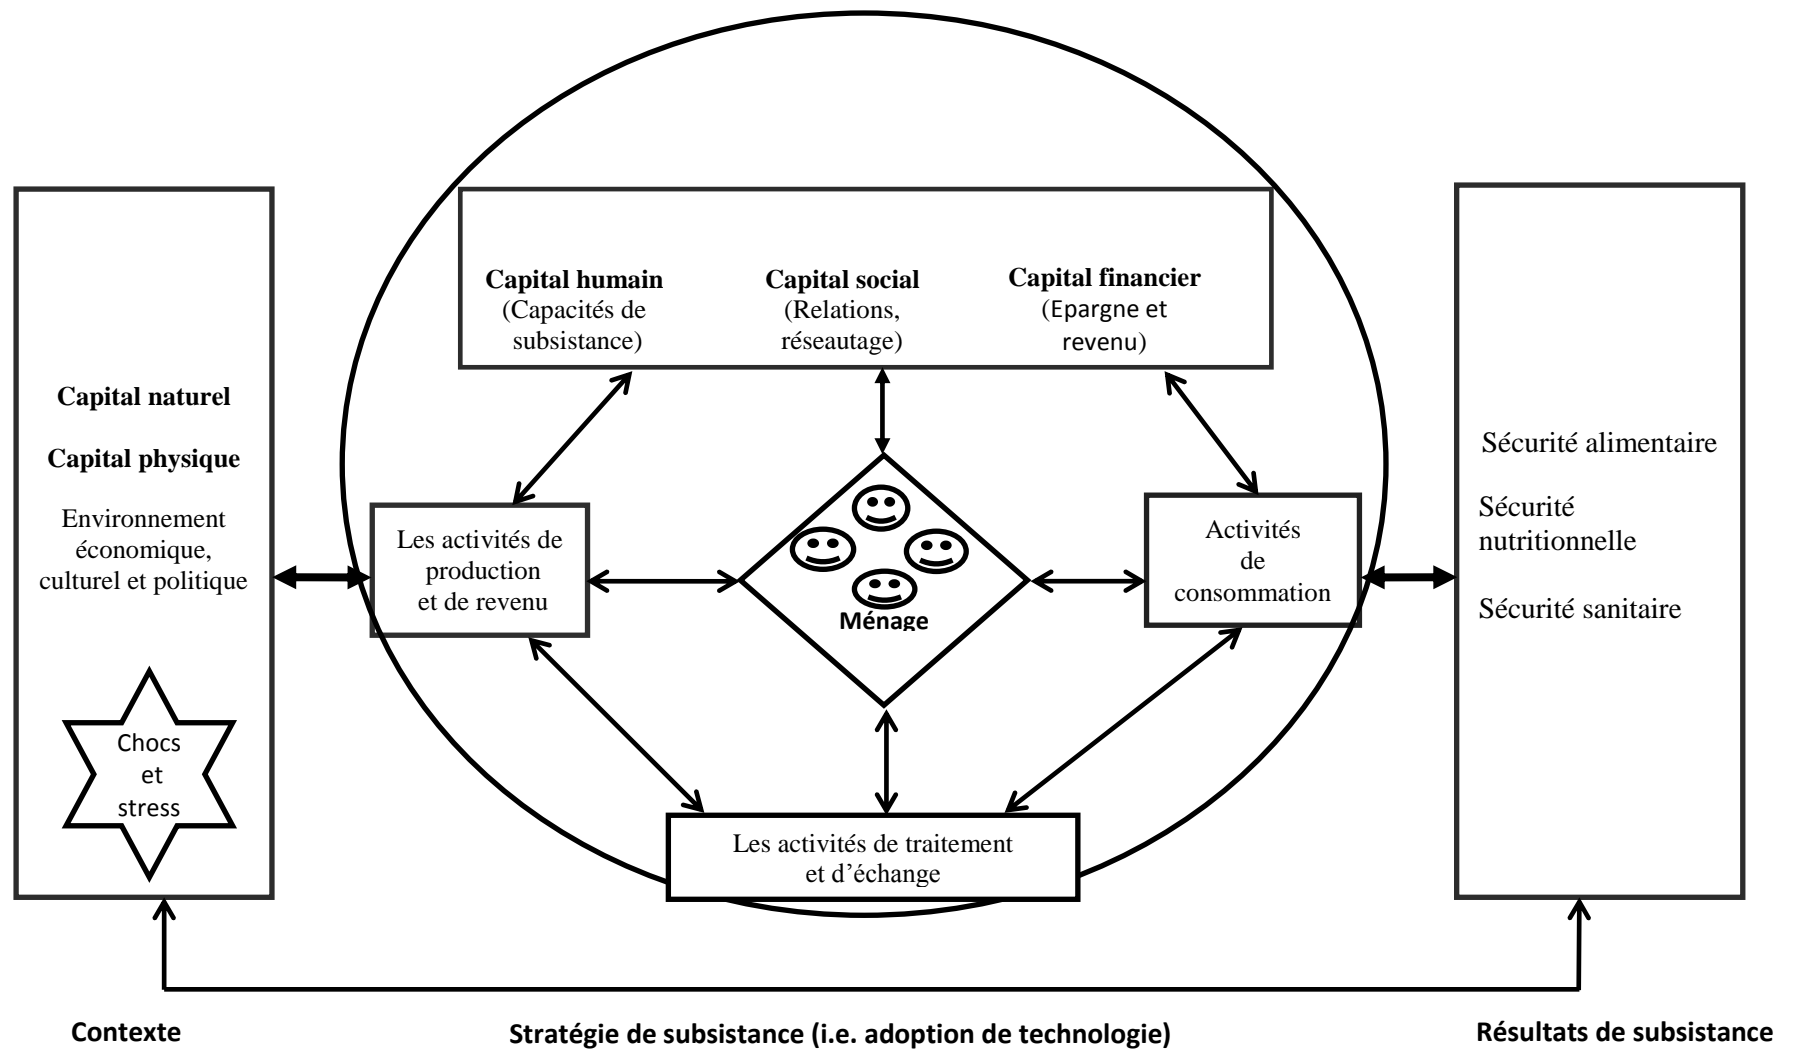 Capital naturel
Capital physique
Environnement
économique,
culturel et politique
Chocs
et
stress
Capital humain
(Capacités de
subsistance)
Capital social
(Relations,
réseautage)
Capital financier
(Epargne et
revenu)
Les activités de
production
et de revenu
Ménage
Activités
de
consommation
Les activités de traitement
et d’échange
Sécurité alimentaire
Sécurité
nutritionnelle
Sécurité sanitaire
Contexte
Stratégie de subsistance (i.e. adoption de technologie)
Résultats de subsistance